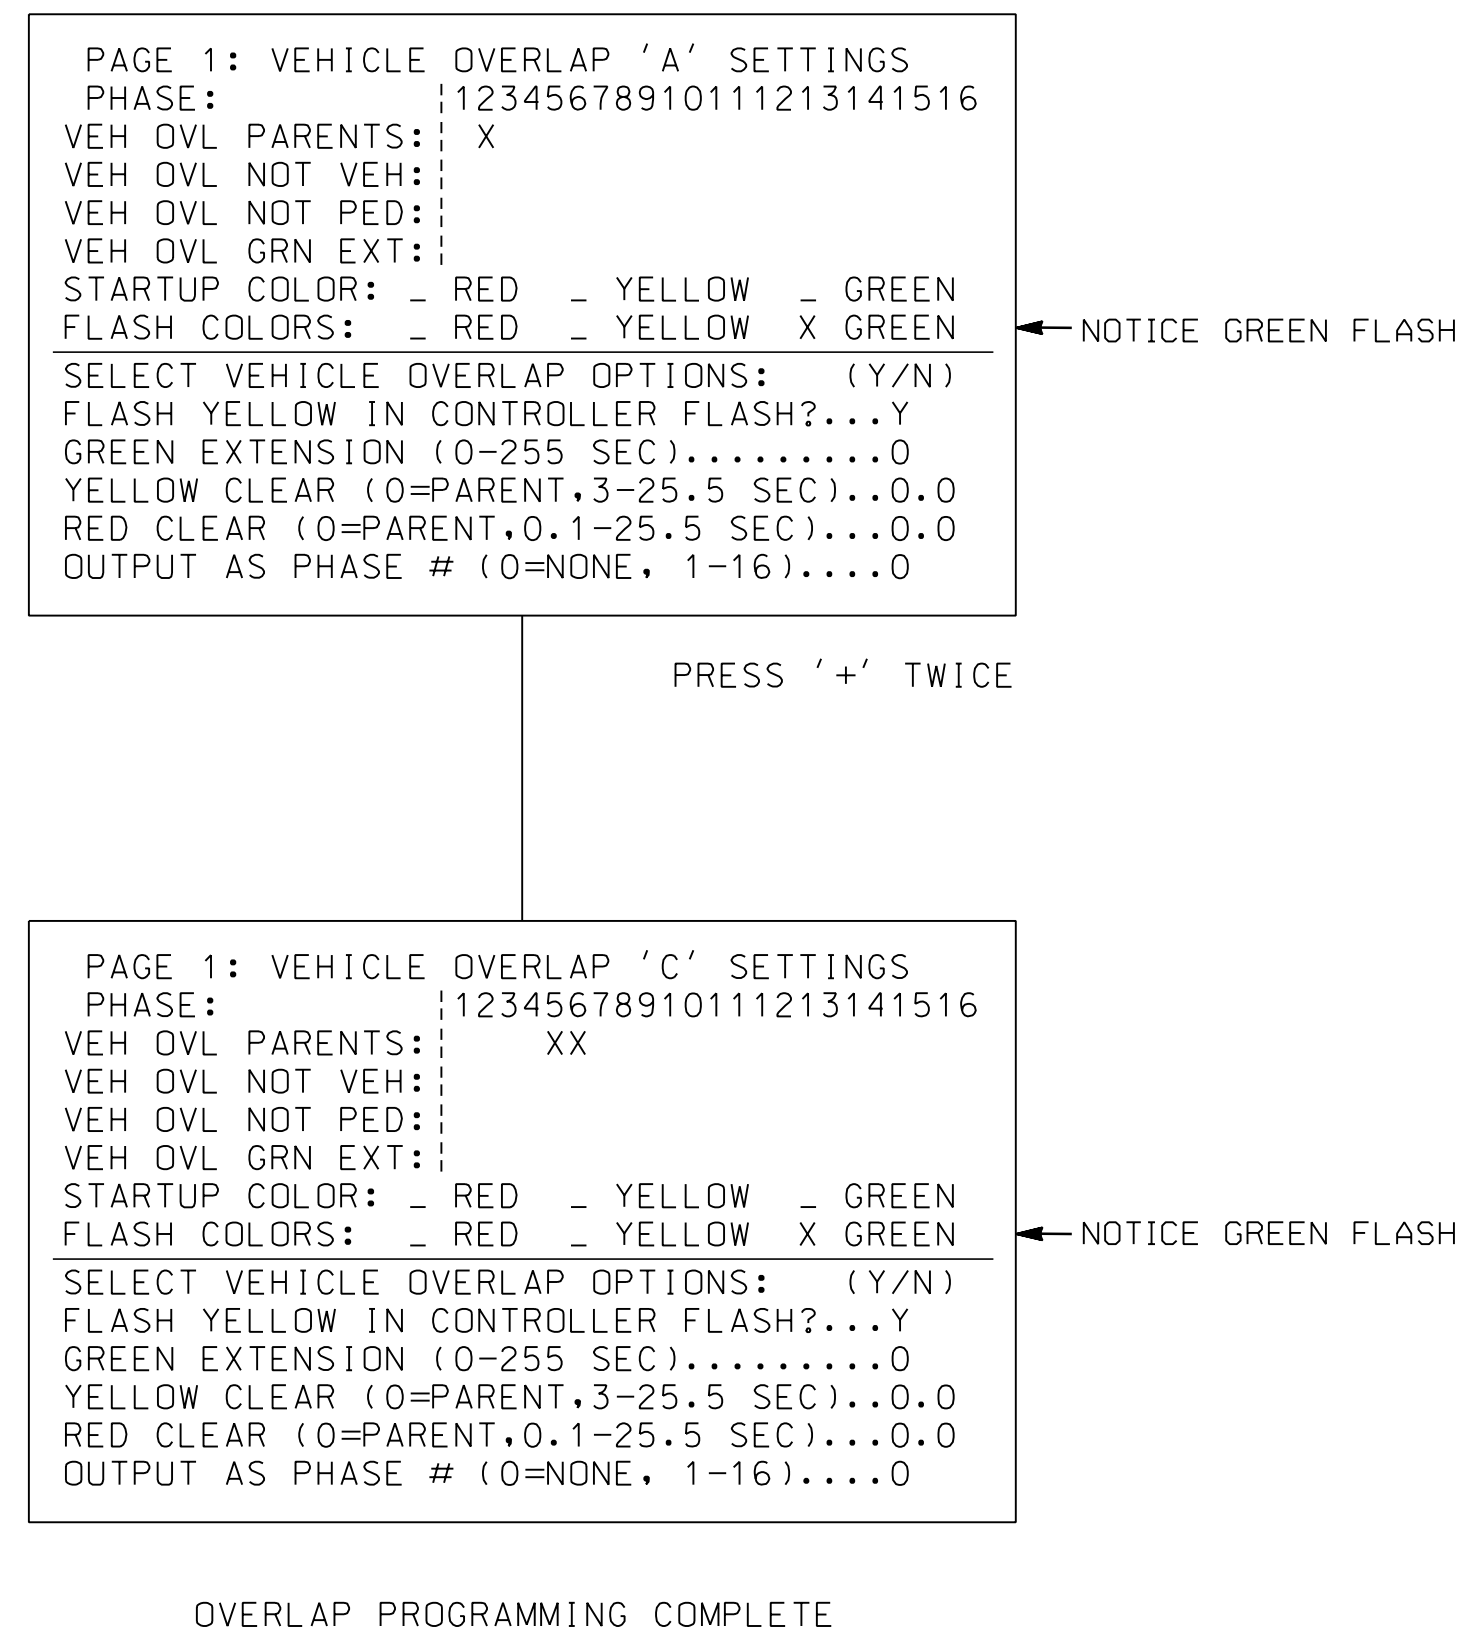 PAGE 1: VEHICLE OVERLAP 'A' SETTINGS
PHASE: ¦12345678910111213141516
VEH OVL PARENTS:¦ X
VEH OVL NOT VEH:¦
VEH OVL NOT PED:¦
VEH OVL GRN EXT:¦
STARTUP COLOR: _ RED _ YELLOW _ GREEN
FLASH COLORS: _ RED _ YELLOW X GREEN
NOTICE GREEN FLASH
SELECT VEHICLE OVERLAP OPTIONS: (Y/N)
FLASH YELLOW IN CONTROLLER FLASH?...Y
GREEN EXTENSION (0-255 SEC).........0
YELLOW CLEAR (0=PARENT,3-25.5 SEC)..0.0
RED CLEAR (0=PARENT,0.1-25.5 SEC)...0.0
OUTPUT AS PHASE # (0=NONE, 1-16)....0
PRESS '+' TWICE
PAGE 1: VEHICLE OVERLAP 'C' SETTINGS
PHASE: ¦12345678910111213141516
VEH OVL PARENTS:¦ XX
VEH OVL NOT VEH:¦
VEH OVL NOT PED:¦
VEH OVL GRN EXT:¦
STARTUP COLOR: _ RED _ YELLOW _ GREEN
FLASH COLORS: _ RED _ YELLOW X GREEN
NOTICE GREEN FLASH
SELECT VEHICLE OVERLAP OPTIONS: (Y/N)
FLASH YELLOW IN CONTROLLER FLASH?...Y
GREEN EXTENSION (0-255 SEC).........0
YELLOW CLEAR (0=PARENT,3-25.5 SEC)..0.0
RED CLEAR (0=PARENT,0.1-25.5 SEC)...0.0
OUTPUT AS PHASE # (0=NONE, 1-16)....0
OVERLAP PROGRAMMING COMPLETE